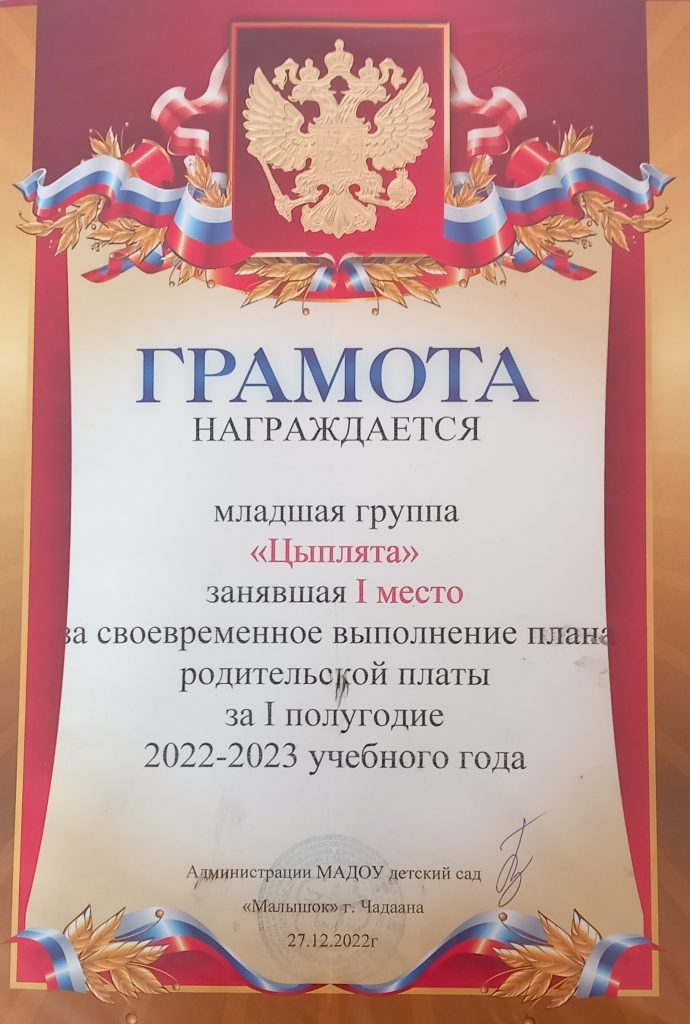 ГРАМОТА
НАГРАЖДАЕТСЯ
младшая группа
«Цыплята»
занявшая I место
за своевременное выполнение плана
родительской платы
за I полугодие
2022-2023 учебного года
Администрации МАДОУ детский сад
«Малышок» г. Чадаана
27.12.2022г